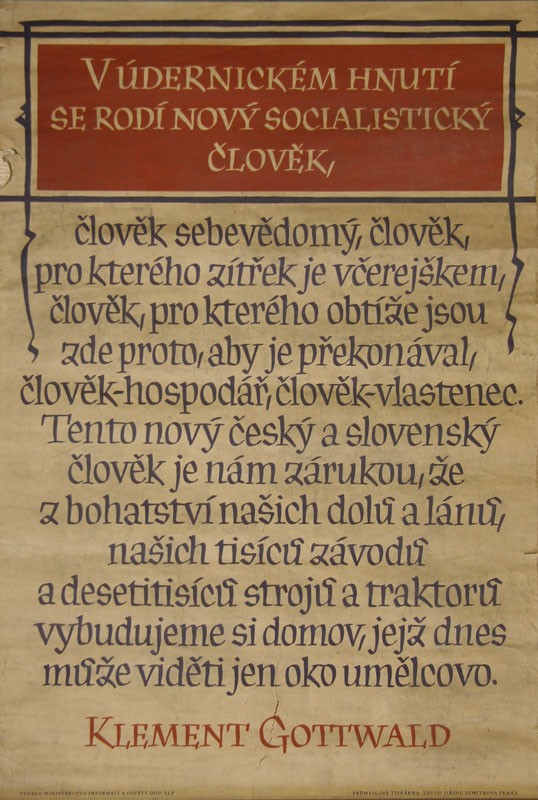 V ÚDERNICKÉM HNUTÍ
SE RODÍ NOVÝ SOCIALISTICKÝ
ČLOVĚK,
člověk sebevědomý, člověk,
pro kterého zítřek je včerejškem,
člověk, pro kterého obtíže jsou
zde proto, aby je překonával,
člověk-hospodář, člověk-vlastenec.
Tento nový český a slovenský
člověk je nám zárukou, že
z bohatství našich dolů a lánů,
našich tisíců závodů
a desetitisíců strojů a traktorů
vybudujeme si domov, jejž dnes
může viděti jen oko umělcovo.
KLEMENT GOTTWALD
VYDALO MINISTERSTVO INFORMACÍ A OSVĚTY ODD.
PRŮMYSLOVÁ TISKÁRNA - ZÁVOD JIŘÍHO DIMITROVA PRAHA